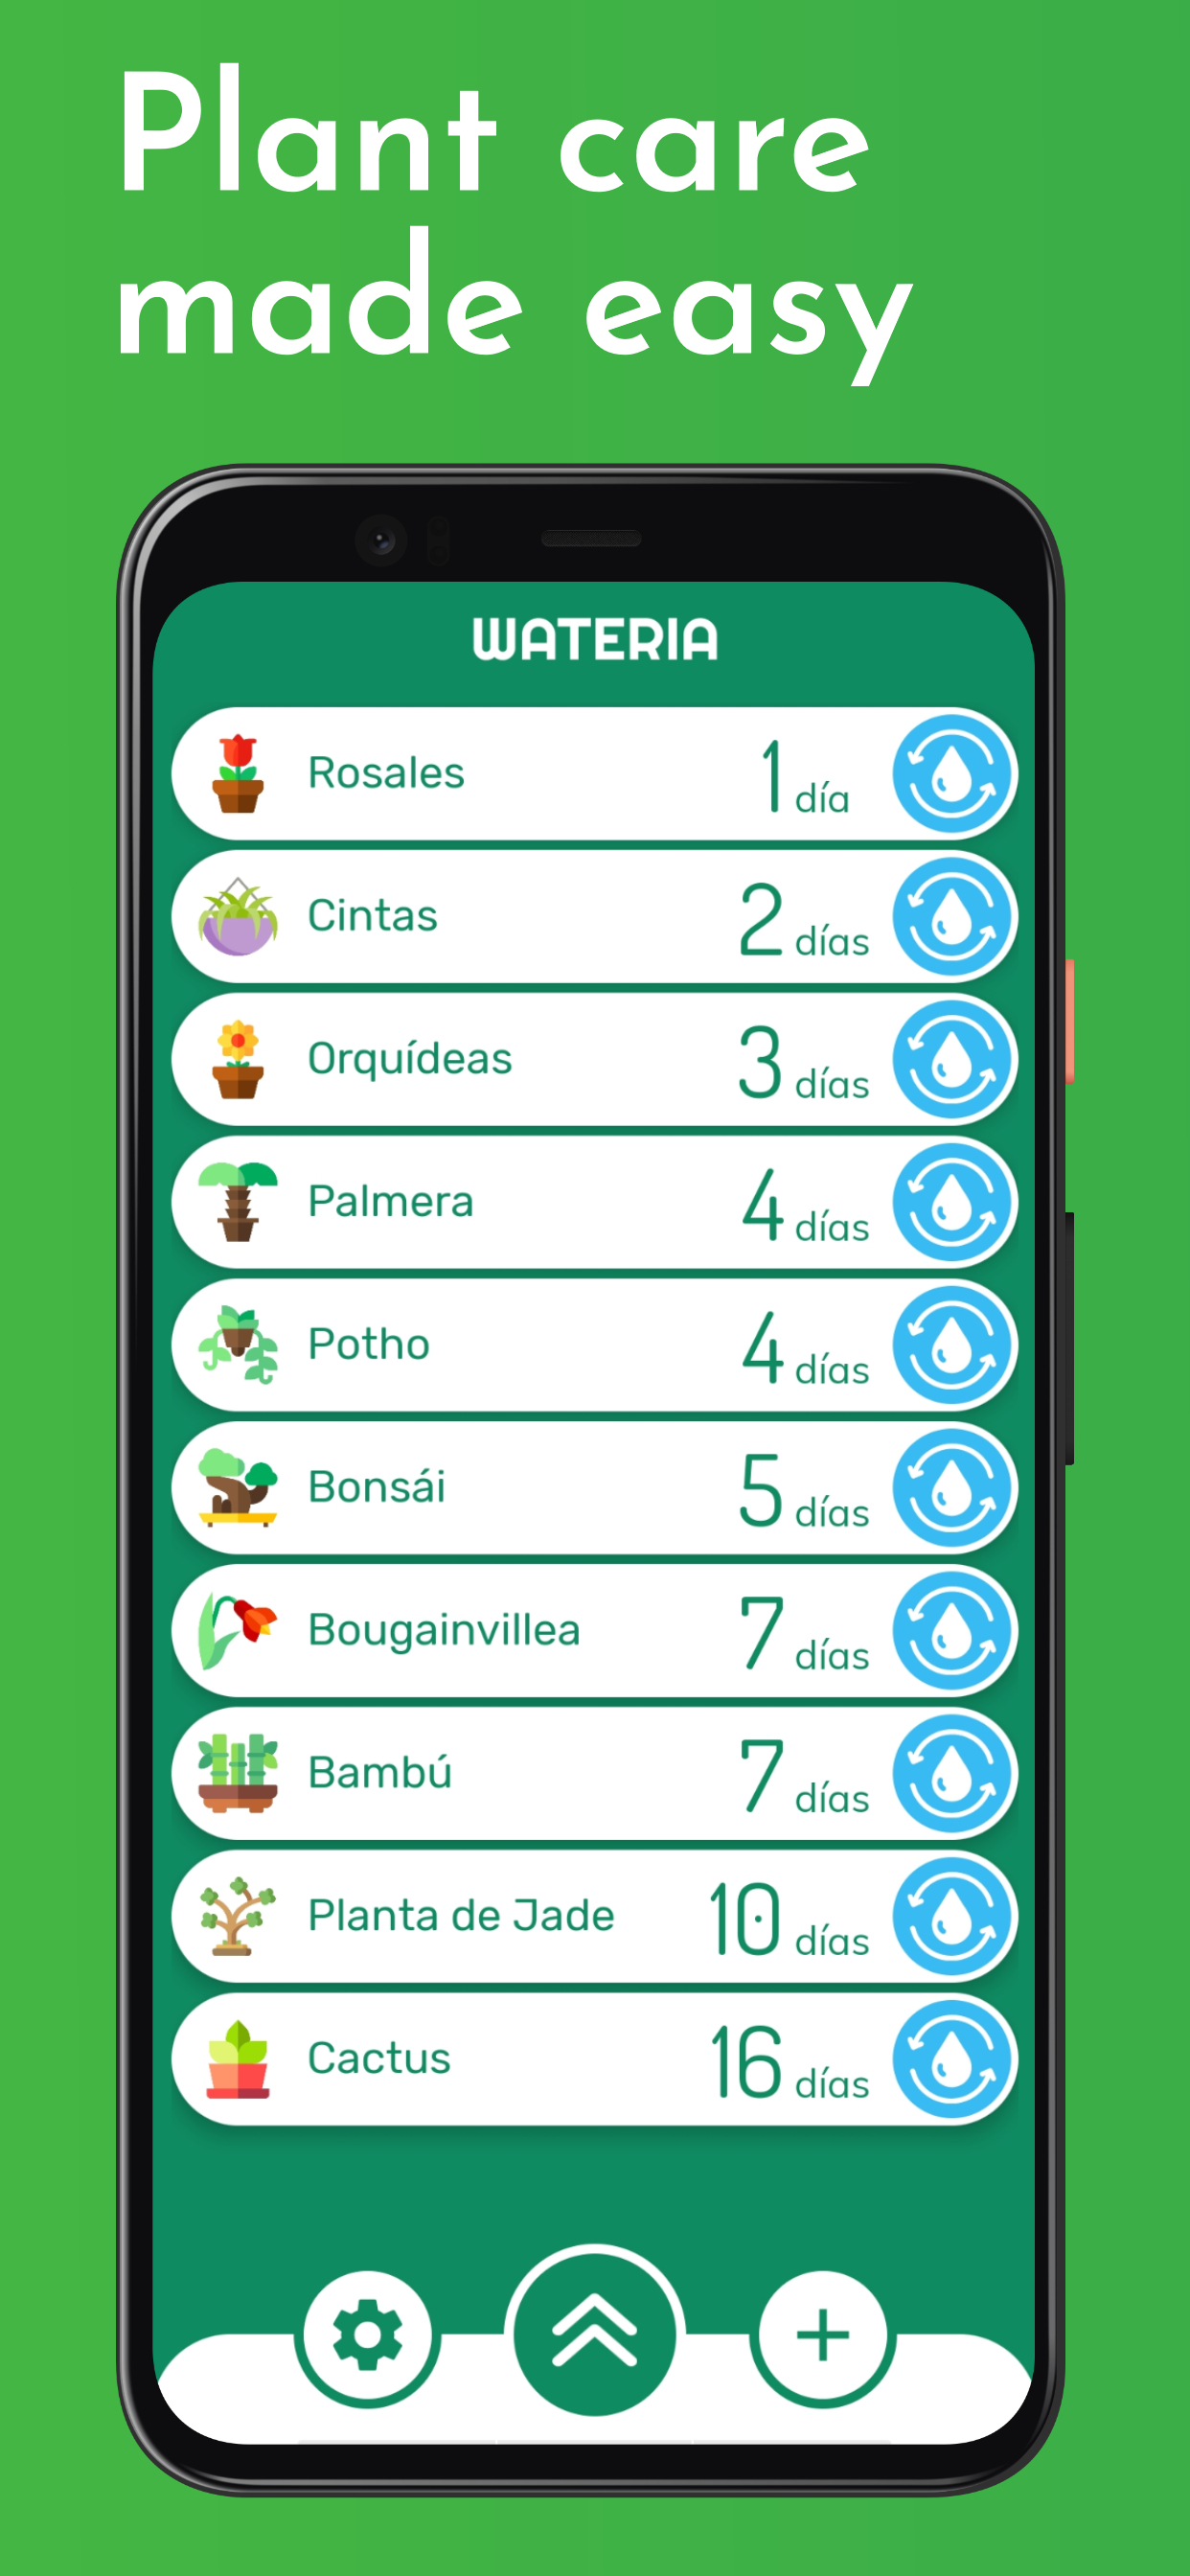 Plant care
made easy
WATERIA
Rosales 1 día
Cintas 2 días
Orquídeas 3 días
Palmera 4 días
Potho 4 días
Bonsái 5 días
Bougainvillea 7 días
Bambú 7 días
Planta de Jade 10 días
Cactus 16 días